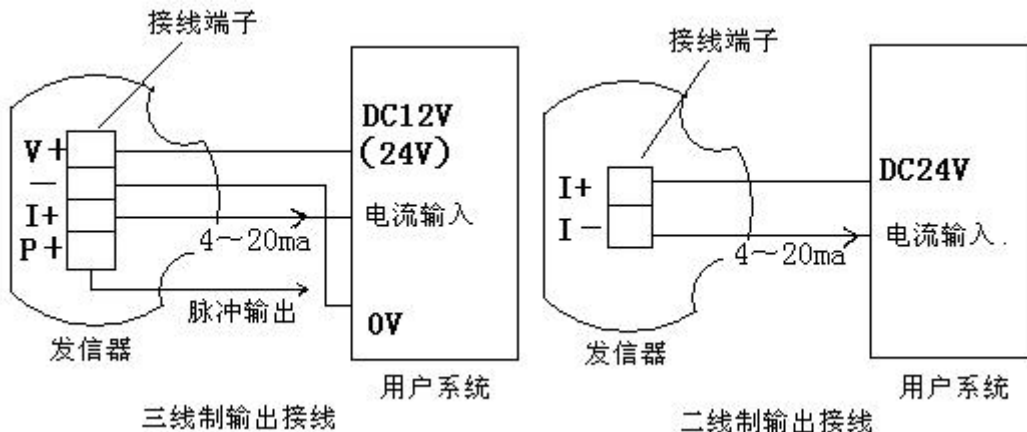 接线端子
V+
—
I+
P+
DC12V
(24V)
电流输入
4～20ma
脉冲输出
0V
发信器
用户系统
三线制输出接线
接线端子
I+
I-
DC24V
电流输入.
4～20ma
发信器
用户系统
二线制输出接线